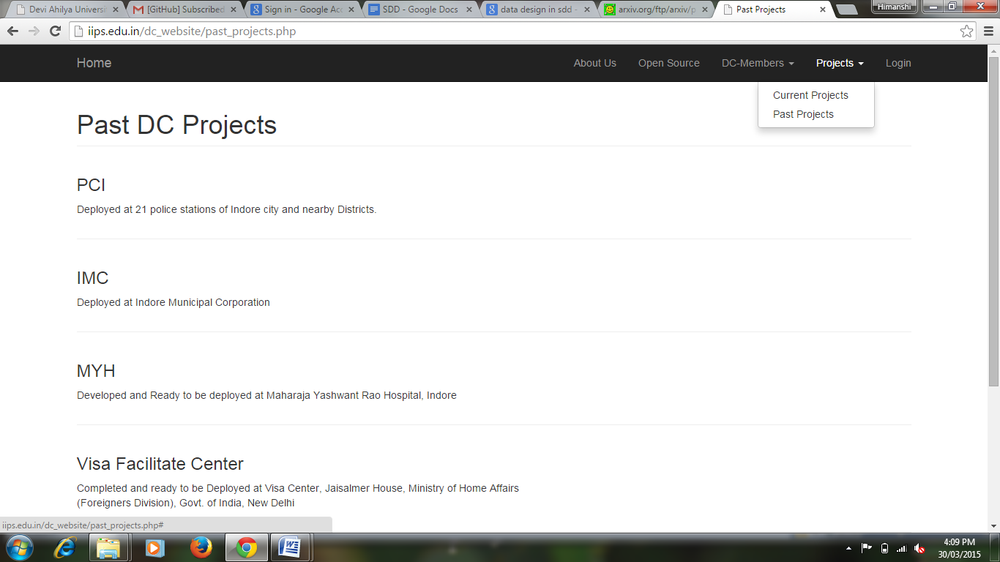 Devi Ahilya Universi
[GitHub] Subscribed
Sign in - Google Acc
SDD - Google Docs
data design in sdd -
arxiv.org/ftp/arxiv/p
Past Projects
Himanshi
iips.edu.in/dc_website/past_projects.php
Home
About Us
Open Source
DC-Members
Projects
Login
Current Projects
Past Projects
Past DC Projects
PCI
Deployed at 21 police stations of Indore city and nearby Districts.
IMC
Deployed at Indore Municipal Corporation
MYH
Developed and Ready to be deployed at Maharaja Yashwant Rao Hospital, Indore
Visa Facilitate Center
Completed and ready to be Deployed at Visa Center, Jaisalmer House, Ministry of Home Affairs
(Foreigners Division), Govt. of India, New Delhi
iips.edu.in/dc_website/past_projects.php#
4:09 PM
30/03/2015